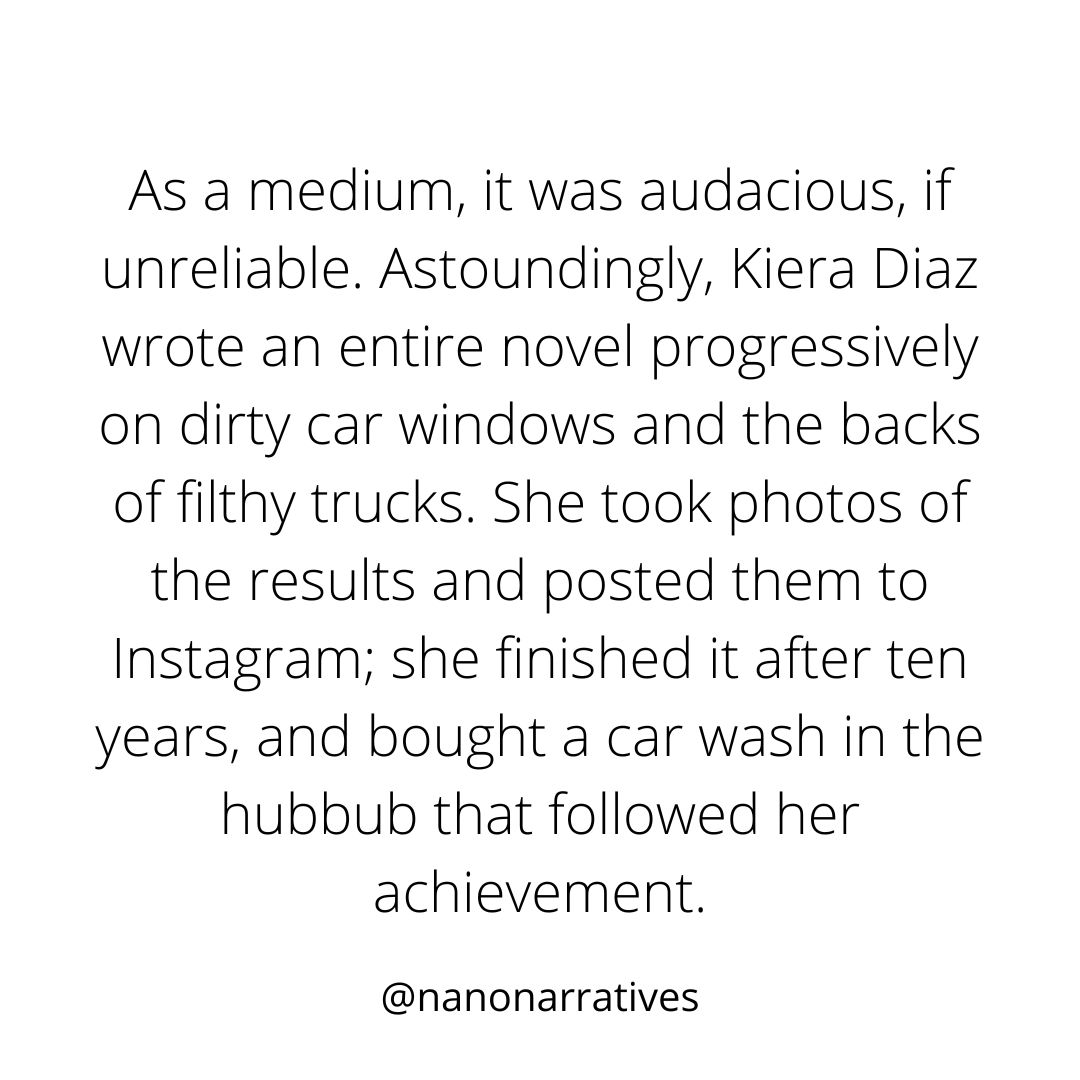 As a medium, it was audacious, if
unreliable. Astoundingly, Kiera Diaz
wrote an entire novel progressively
on dirty car windows and the backs
of filthy trucks. She took photos of
the results and posted them to
Instagram; she finished it after ten
years, and bought a car wash in the
hubbub that followed her
achievement.
@nanonarratives